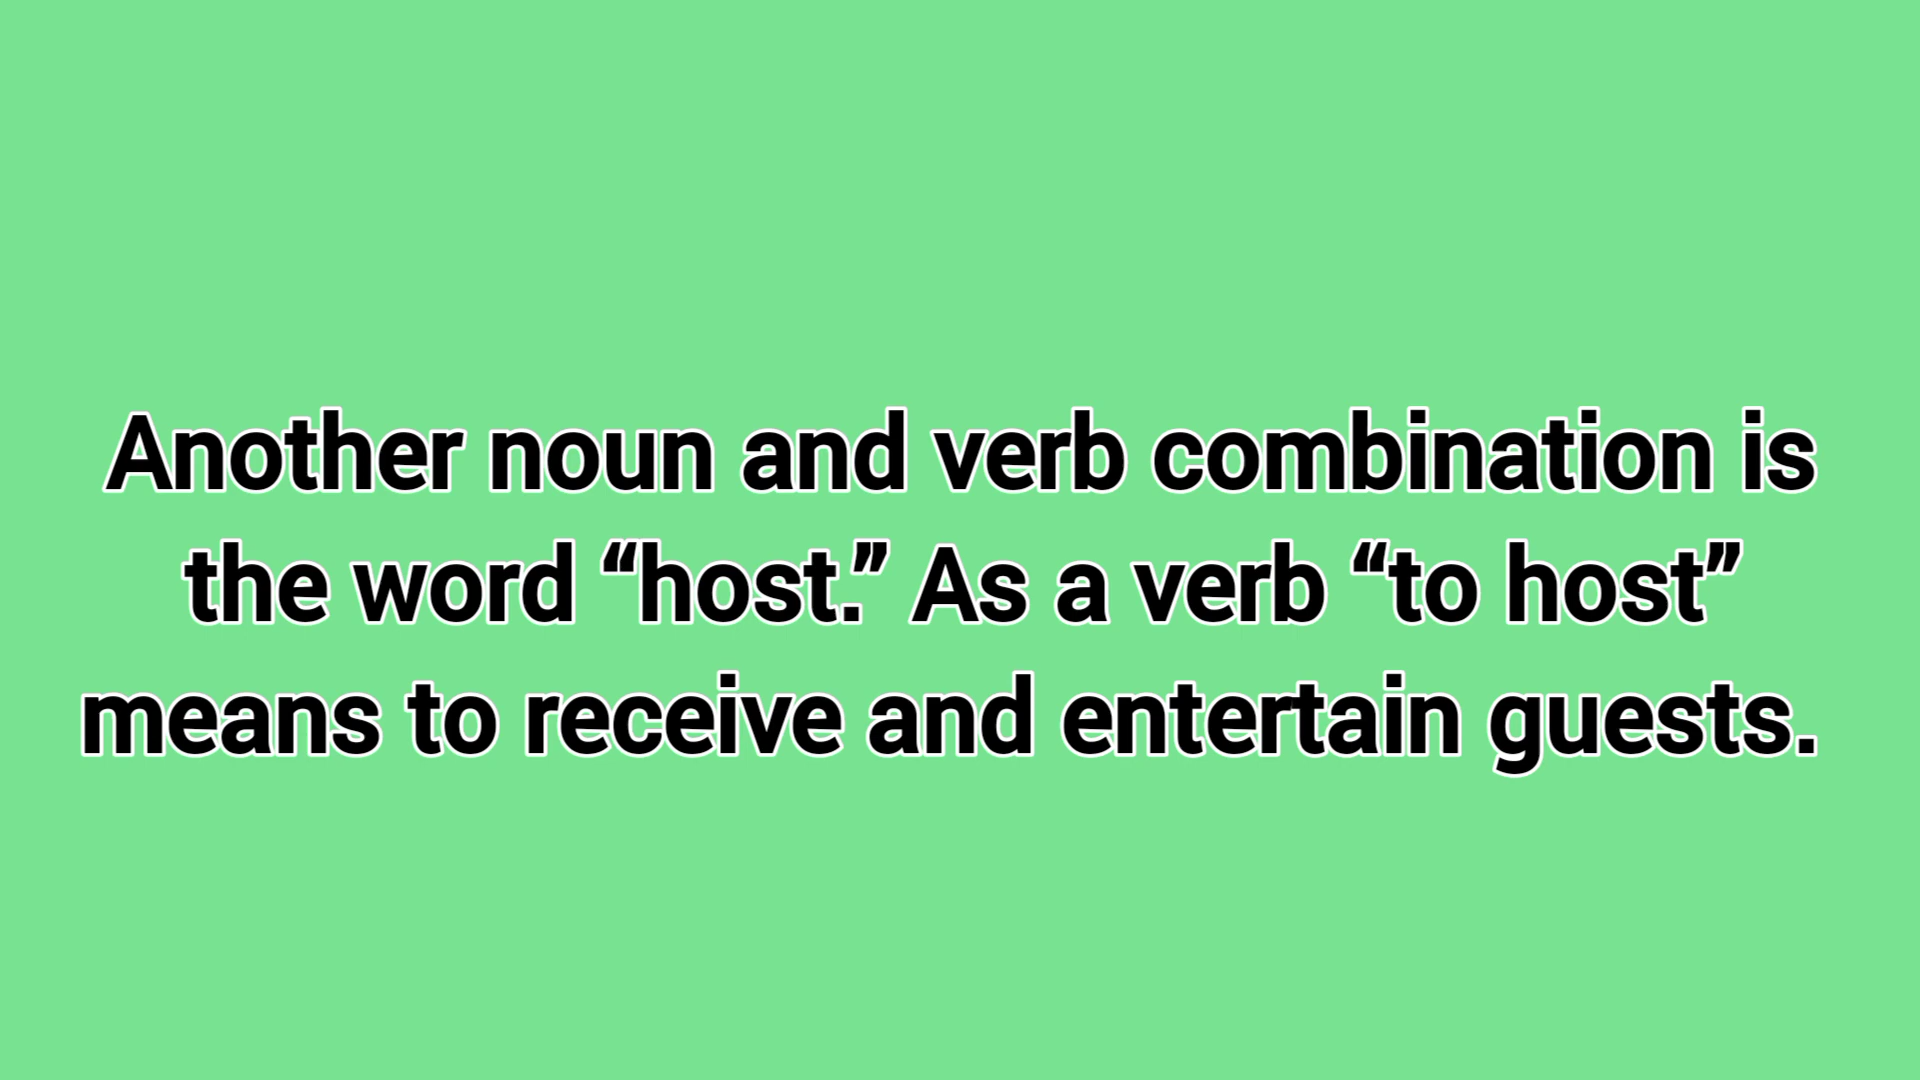 Another noun and verb combination is
the word “host.” As a verb “to host”
means to receive and entertain guests.